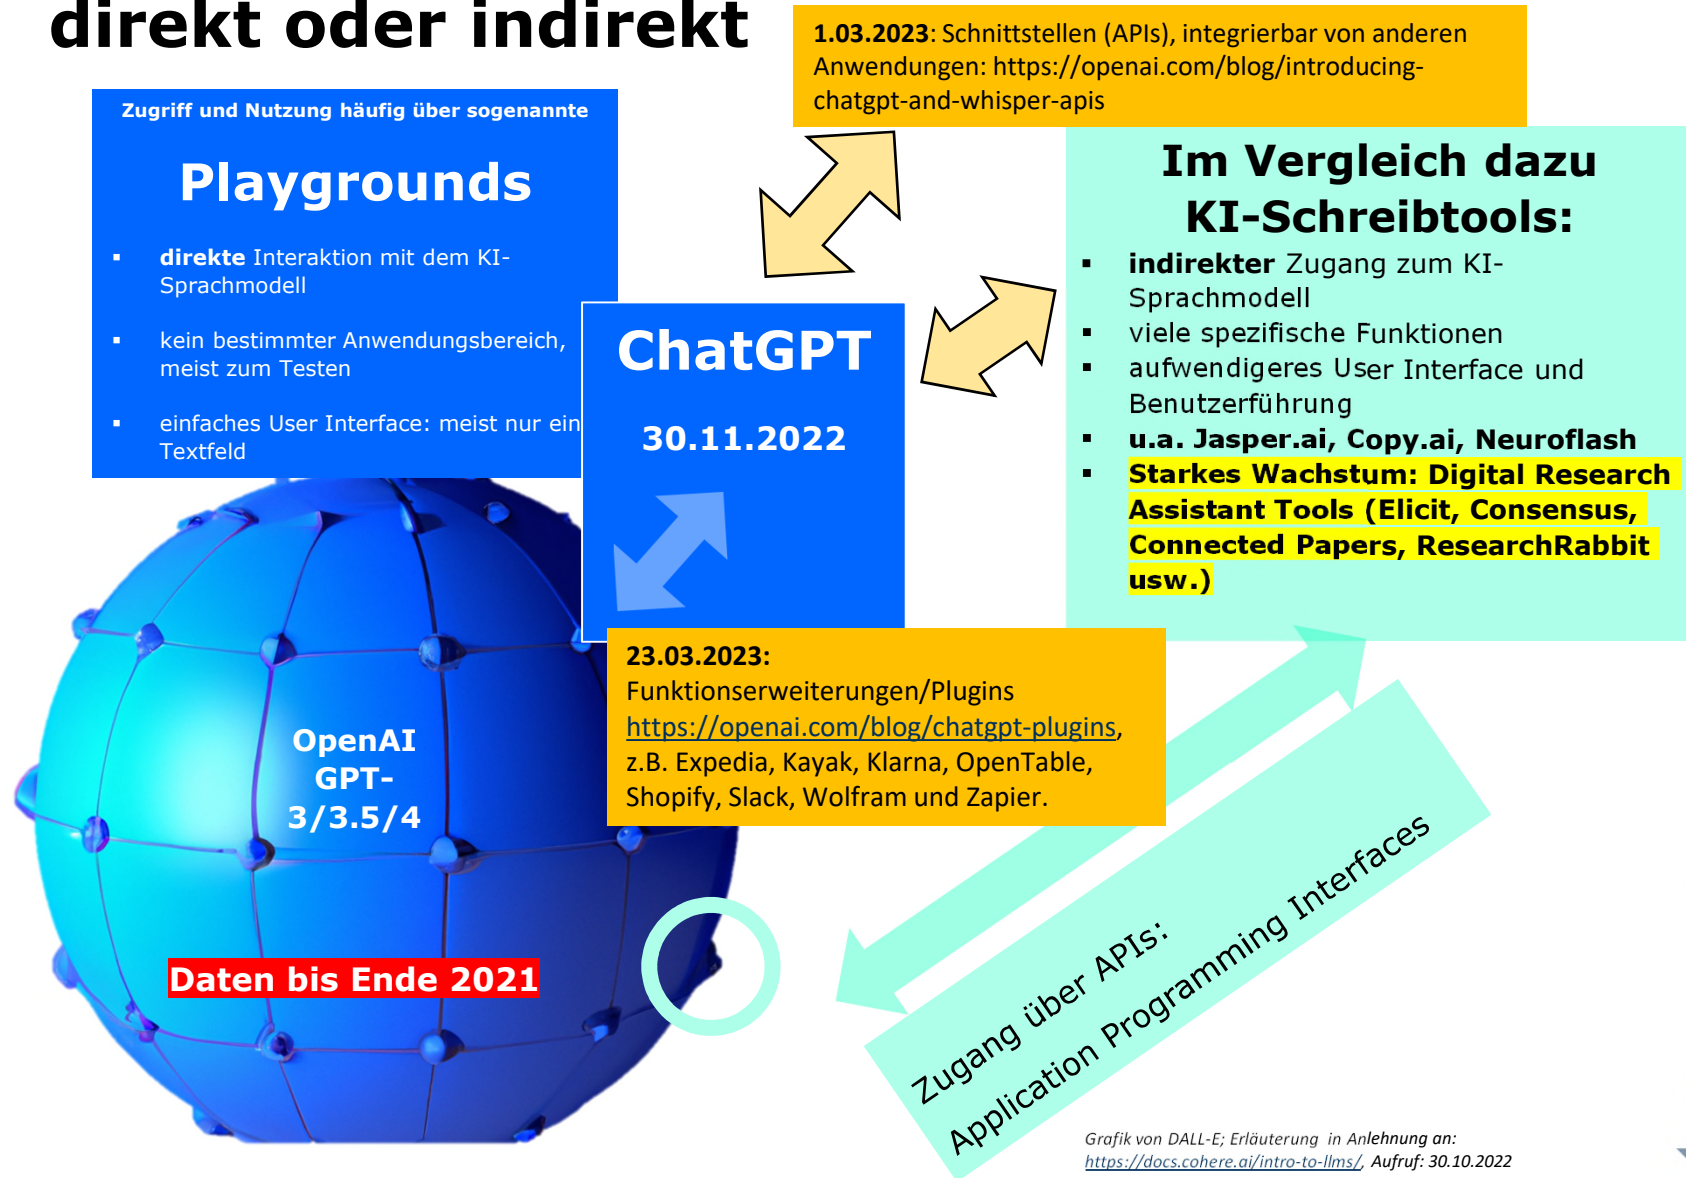 direkt oder indirekt
1.03.2023: Schnittstellen (APIs), integrierbar von anderen
Anwendungen: https://openai.com/blog/introducing-
chatgpt-and-whisper-apis
Zugriff und Nutzung häufig über sogenannte
Playgrounds
▪ direkte Interaktion mit dem KI-
Sprachmodell
▪ kein bestimmter Anwendungsbereich,
meist zum Testen
▪ einfaches User Interface: meist nur ein
Textfeld
ChatGPT
30.11.2022
Im Vergleich dazu
KI-Schreibtools:
▪ indirekter Zugang zum KI-
Sprachmodell
▪ viele spezifische Funktionen
▪ aufwendigeres User Interface und
Benutzerführung
▪ u.a. Jasper.ai, Copy.ai, Neuroflash
▪ Starkes Wachstum: Digital Research
Assistant Tools (Elicit, Consensus,
Connected Papers, ResearchRabbit
usw.)
23.03.2023:
Funktionserweiterungen/Plugins
https://openai.com/blog/chatgpt-plugins,
z.B. Expedia, Kayak, Klarna, OpenTable,
Shopify, Slack, Wolfram und Zapier.
OpenAI
GPT-
3/3.5/4
Daten bis Ende 2021
Zugang über APIs:
Application Programming Interfaces
Grafik von DALL-E; Erläuterung in Anlehnung an:
https://docs.cohere.ai/intro-to-llms/, Aufruf: 30.10.2022